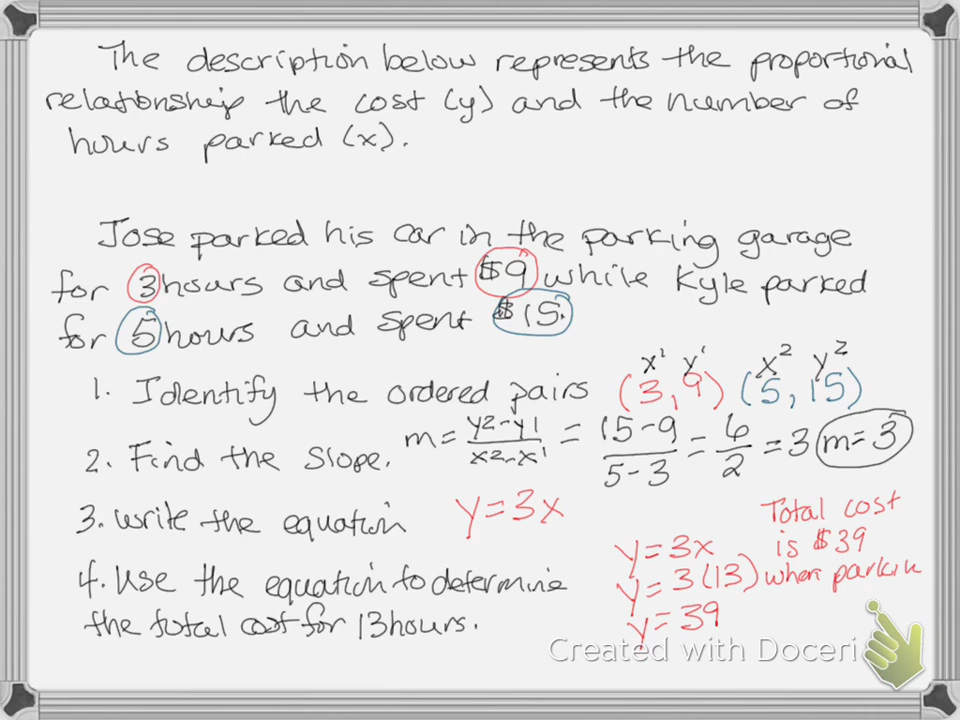 The description below represents the proportional
relationship the cost (y) and the number of
hours parked (x).
Jose parked his car in the parking garage
for 3 hours and spent $9 while Kyle parked
for 5 hours and spent $15.
x1 y1 x2 y2
1. Identify the ordered pairs (3,9) (5,15)
2. Find the slope. m = y2-y1 / x2-x1 = 15-9 / 5-3 = 6/2 = 3 m=3
3. write the equation y=3x
4. Use the equation to determine
the total cost for 13 hours.
y=3x
y=3(13)
y=39
Total cost
is $39
when parkin
Created with Doceri